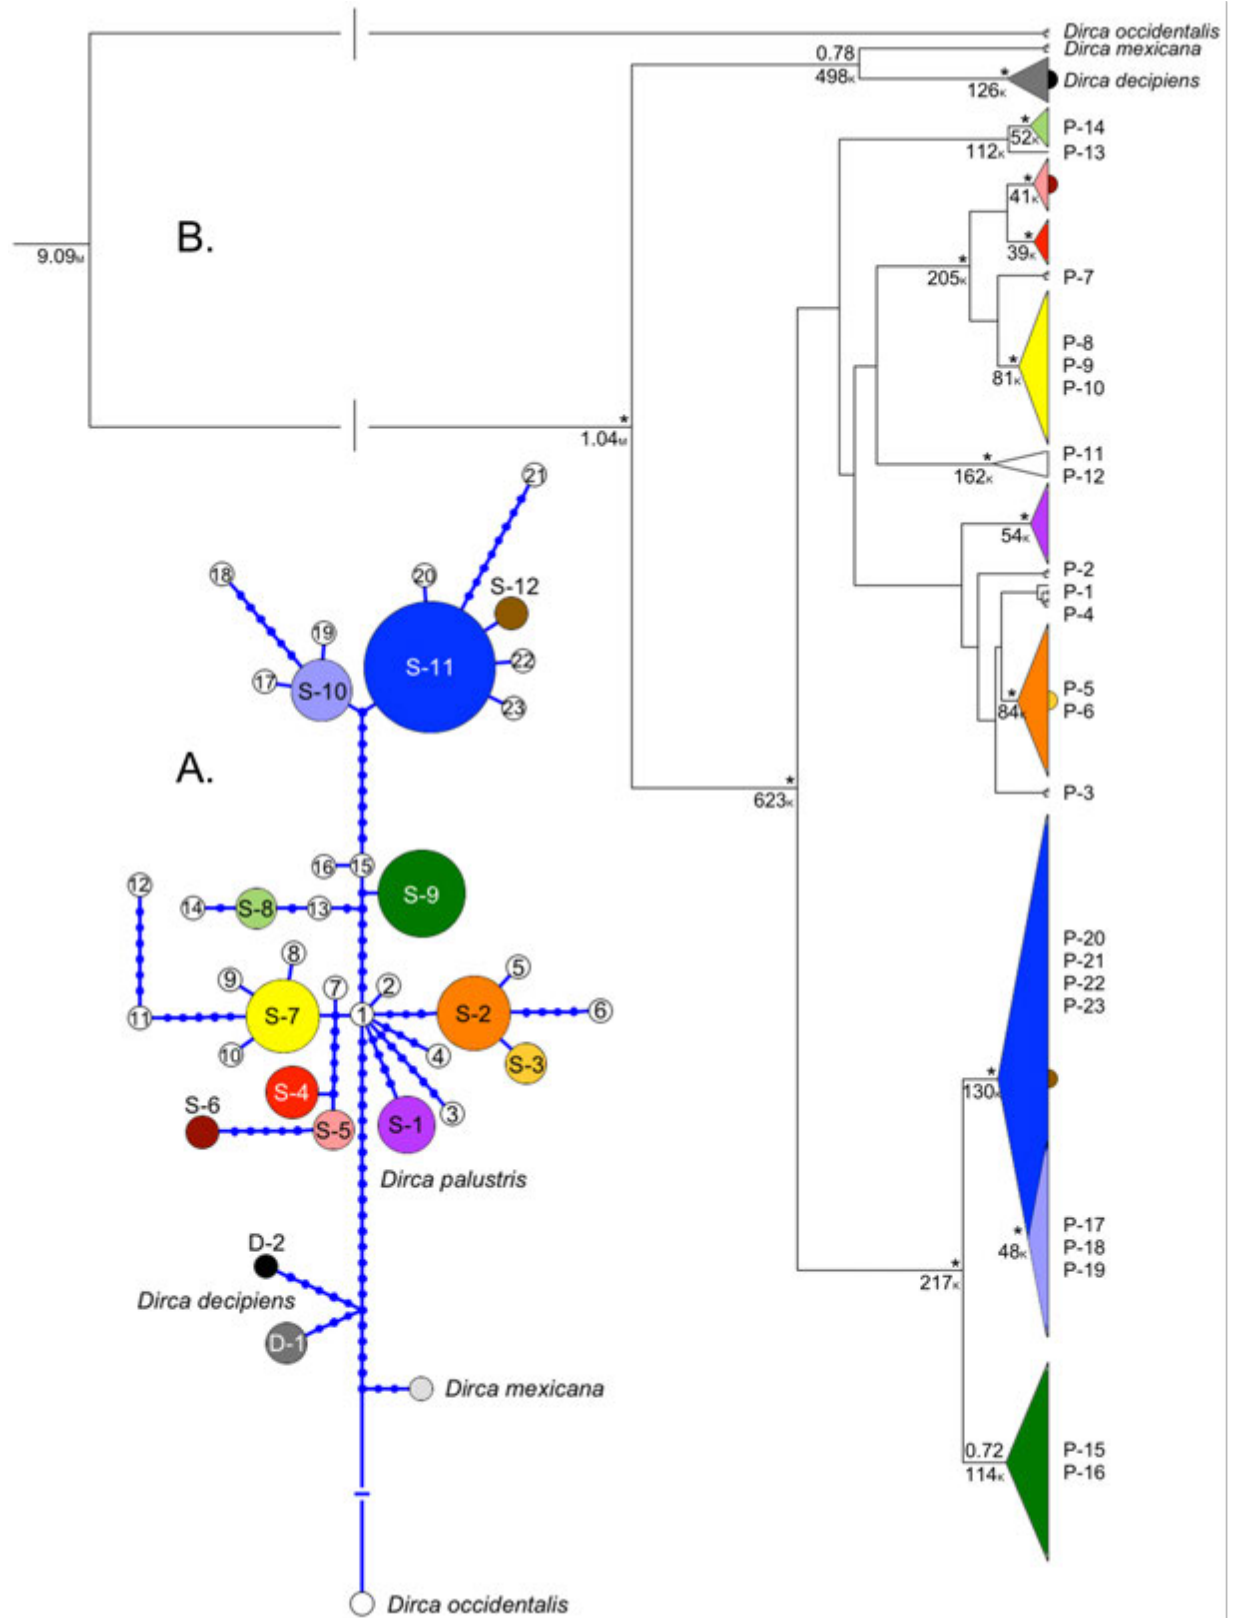 Dirca occidentalis
Dirca mexicana
0.78
498K
*
126K
Dirca decipiens
*
52K
P-14
112K
P-13
*
41K
B.
*
39K
9.09M
*
205K
P-7
P-8
*
81K
P-9
P-10
*
1.04M
P-11
*
162K
P-12
21
*
54K
18
20
S-12
P-2
P-1
P-4
19
S-11
22
17
S-10
23
*
84K
P-5
P-6
A.
*
623K
P-3
16
15
S-9
12
14
S-8
13
P-20
P-21
P-22
P-23
8
9
7
2
5
11
S-7
1
S-2
6
10
4
S-3
*
130K
S-4
S-6
S-5
S-1
3
Dirca palustris
D-2
Dirca decipiens
D-1
*
48K
P-17
P-18
P-19
*
217K
Dirca mexicana
0.72
114K
P-15
P-16
Dirca occidentalis